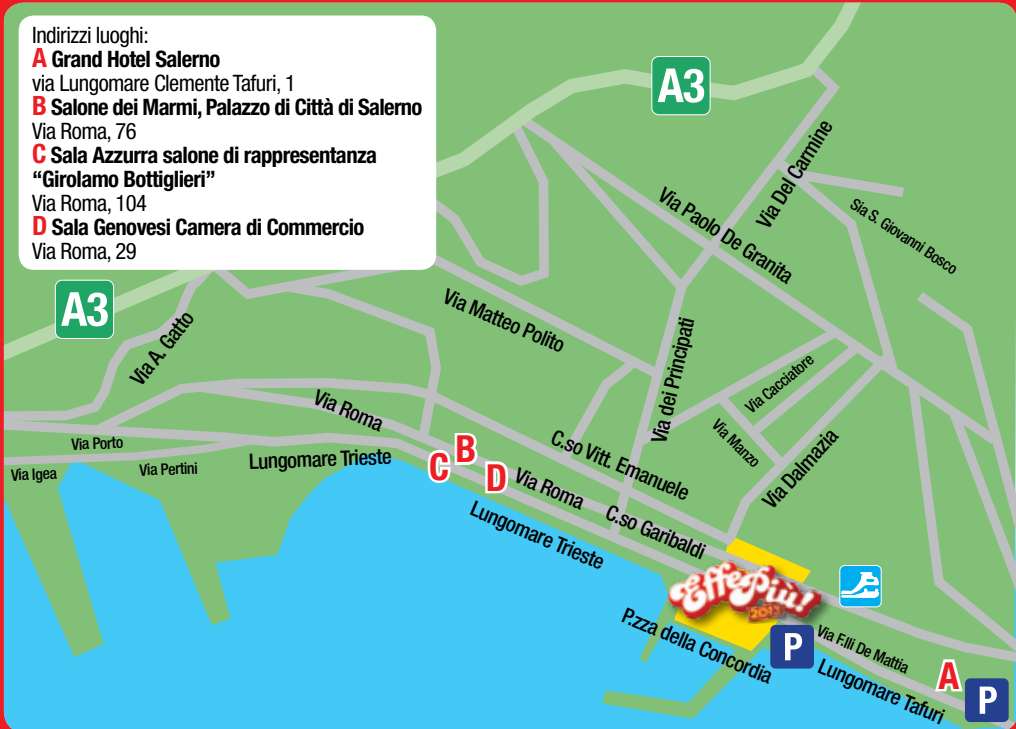 Indirizzi luoghi:
A Grand Hotel Salerno
via Lungomare Clemente Tafuri, 1
B Salone dei Marmi, Palazzo di Città di Salerno
Via Roma, 76
C Sala Azzurra salone di rappresentanza
“Girolamo Bottiglieri”
Via Roma, 104
D Sala Genovesi Camera di Commercio
Via Roma, 29
A3
A3
Via Del Carmine
Via Paolo De Granita
Sia S. Giovanni Bosco
Via A. Gatto
Via Matteo Polito
Via dei Principati
Via Cacciatore
Via Manzo
Via Dalmazia
Via Roma
C.so Vitt. Emanuele
Via Porto
Via Igea
Via Pertini
Lungomare Trieste
B
C
D
Via Roma
C.so Garibaldi
Lungomare Trieste
EffePiù!
2013
P.zza della Concordia
P
Via F.lli De Mattia
Lungomare Tafuri
A
P